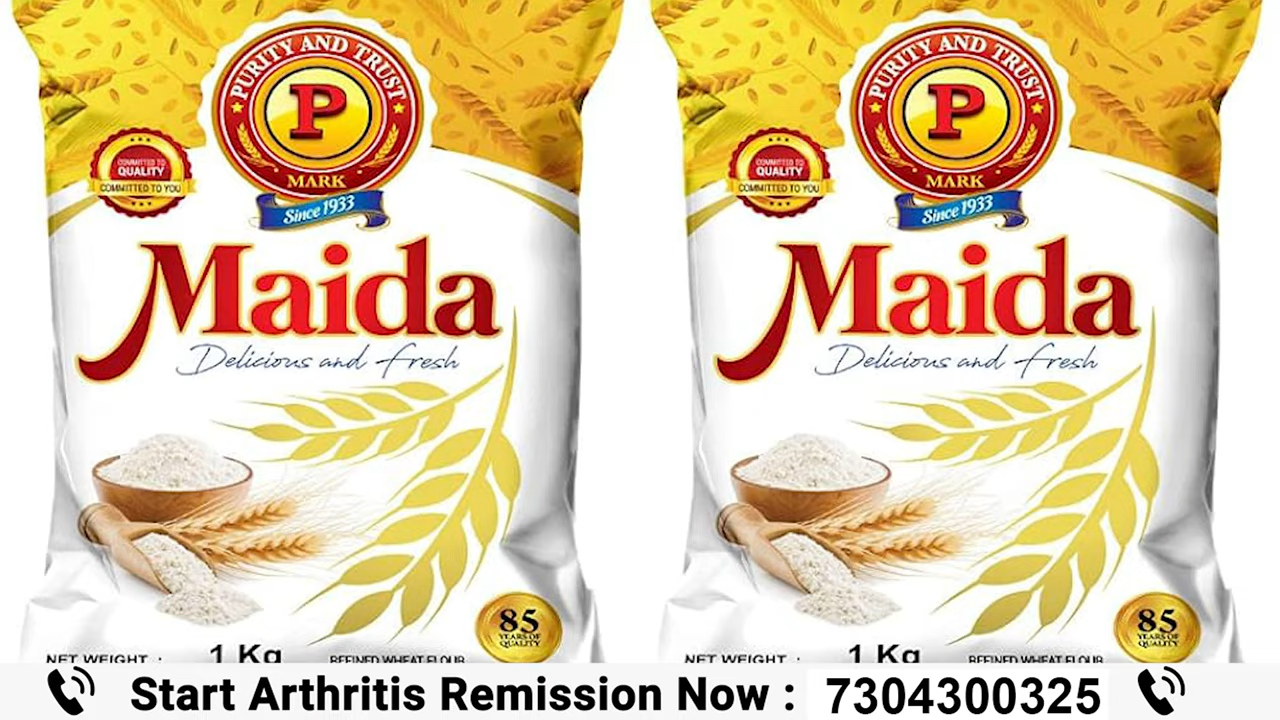 PURITY AND TRUST
P
MARK
Since 1933
COMMITTED TO
QUALITY
COMMITTED TO YOU
Maida
Delicious and fresh
85
YEARS OF
QUALITY
NET WEIGHT : 1 Kg REFINED WHEAT FLOUR
PURITY AND TRUST
P
MARK
Since 1933
COMMITTED TO
QUALITY
COMMITTED TO YOU
Maida
Delicious and fresh
85
YEARS OF
QUALITY
NET WEIGHT : 1 Kg REFINED WHEAT FLOUR
Start Arthritis Remission Now : 7304300325